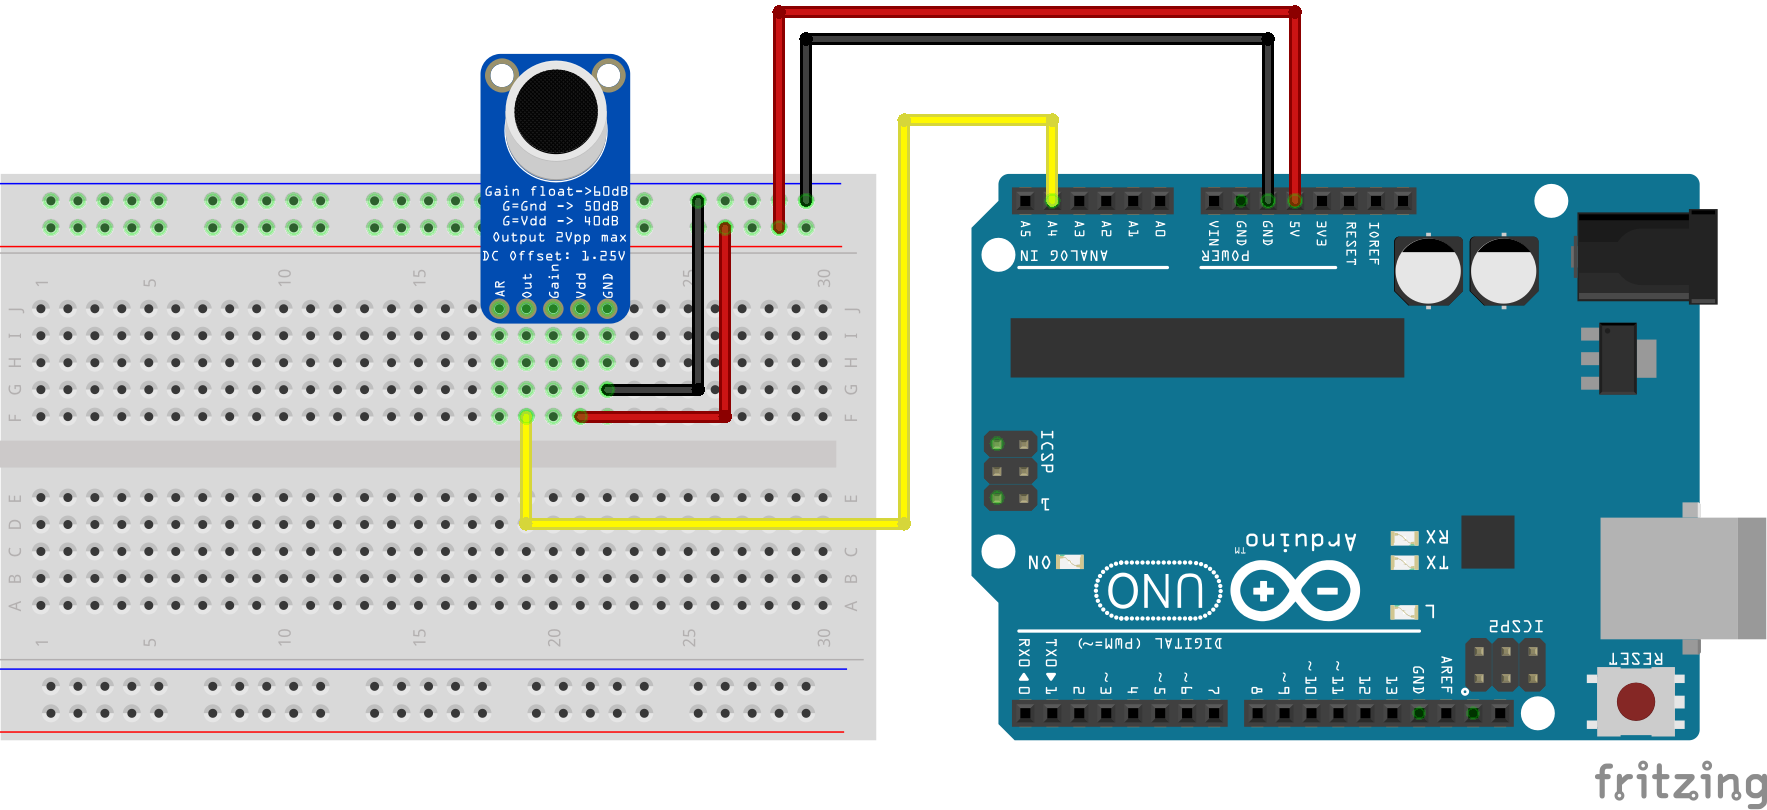 Gain float->60dB
G=Gnd -> 50dB
G=Vdd -> 40dB
Output 2Vpp max
DC Offset: 1.25V
AR
Out
Gain
Vdd
GND
1 5 10 15 25 30
J J
I I
H H
G G
F F
E E
D D
C C
B B
A A
1 5 10 15 20 25 30
A5 A4 A3 A2 A1 A0
ANALOG IN
VIN GND GND 5V 3V3 RESET IOREF
POWER
ICSP
1
ON
Arduino™
UNO
RX
TX
L
ICSP2
DIGITAL (PWM=~)
RX0 TX0
0 1 2 ~3 4 ~5 ~6 7 8 ~9 ~10 ~11 12 13 GND AREF
RESET
fritzing